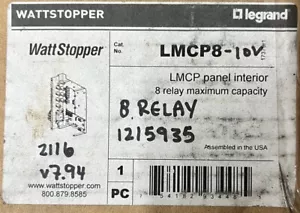 WATTSTOPPER
legrand
WattStopper
Cat. No.
LMCP8-10V
LMCP panel interior
8 relay maximum capacity
8. RELAY
1215935
Assembled in the USA
2116
v7.94
www.wattstopper.com
800.879.8585
1
PC